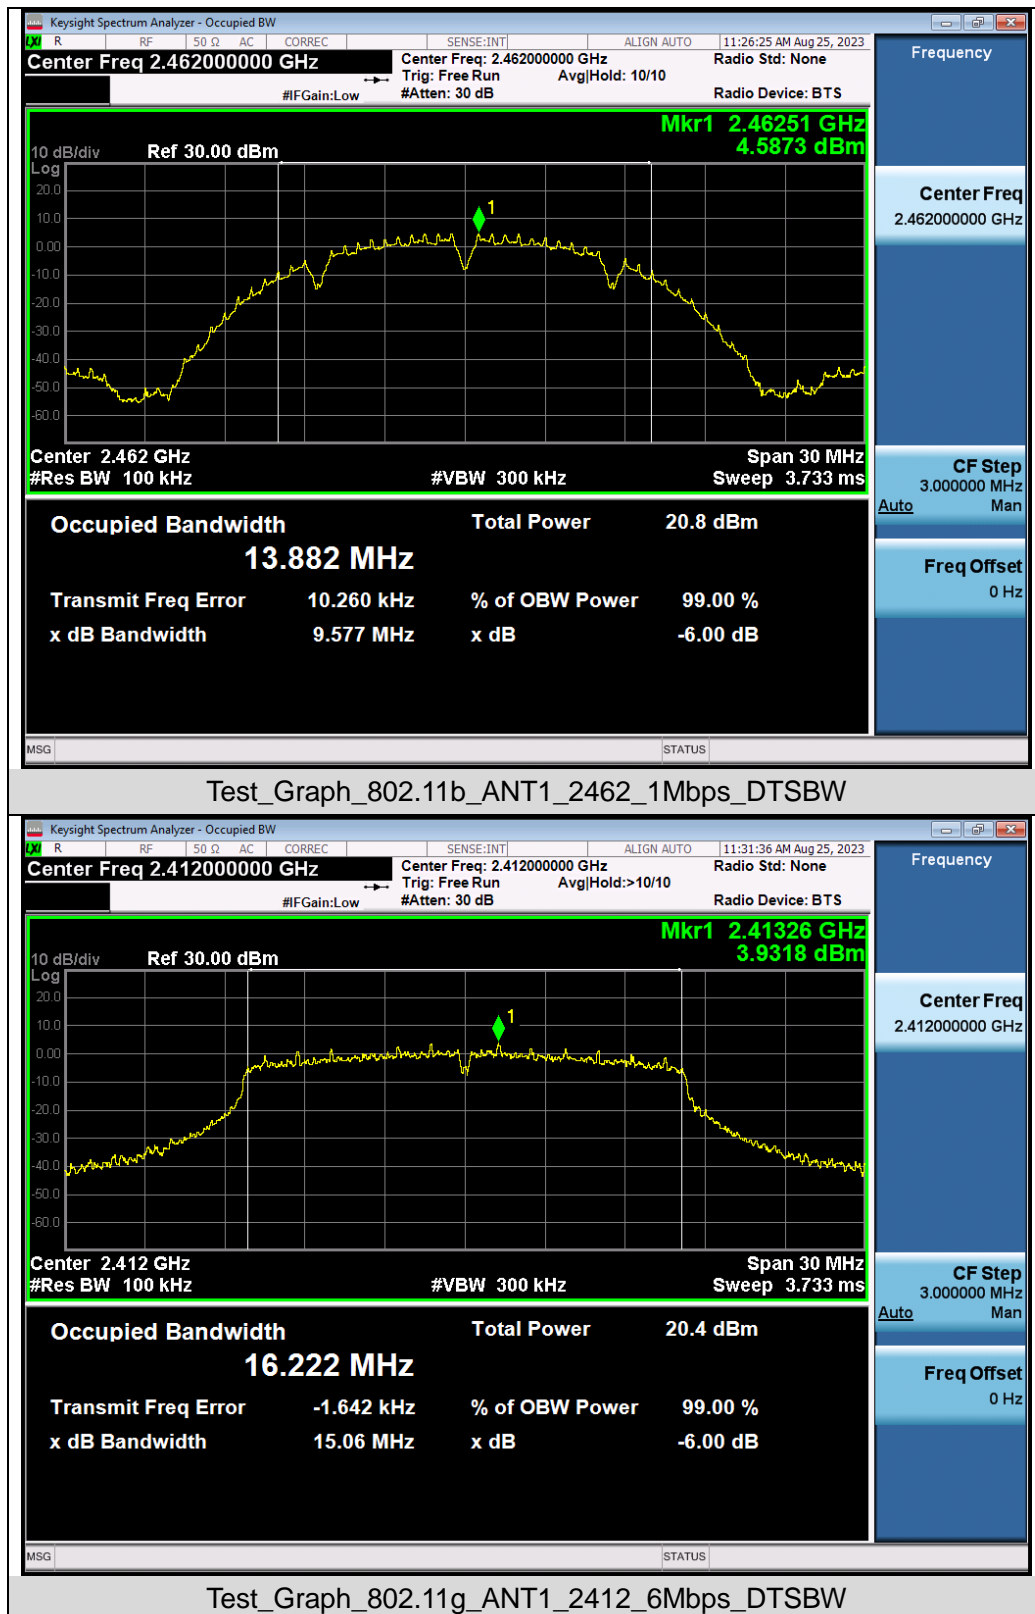 Keysight Spectrum Analyzer - Occupied BW
LXI R RF 50 Ω AC CORREC SENSE:INT ALIGN AUTO 11:26:25 AM Aug 25, 2023
Center Freq 2.462000000 GHz
Center Freq: 2.462000000 GHz Radio Std: None
Trig: Free Run Avg|Hold: 10/10
#IFGain:Low #Atten: 30 dB Radio Device: BTS
Mkr1 2.46251 GHz
4.5873 dBm
10 dB/div Ref 30.00 dBm
Log
20.0
10.0
0.00
-10.0
-20.0
-30.0
-40.0
-50.0
-60.0
1
Center 2.462 GHz Span 30 MHz
#Res BW 100 kHz #VBW 300 kHz Sweep 3.733 ms
Occupied Bandwidth Total Power 20.8 dBm
13.882 MHz
Transmit Freq Error 10.260 kHz % of OBW Power 99.00 %
x dB Bandwidth 9.577 MHz x dB -6.00 dB
MSG STATUS
Frequency
Center Freq
2.462000000 GHz
CF Step
3.000000 MHz
Auto Man
Freq Offset
0 Hz
Test_Graph_802.11b_ANT1_2462_1Mbps_DTSBW
Keysight Spectrum Analyzer - Occupied BW
LXI R RF 50 Ω AC CORREC SENSE:INT ALIGN AUTO 11:31:36 AM Aug 25, 2023
Center Freq 2.412000000 GHz
Center Freq: 2.412000000 GHz Radio Std: None
Trig: Free Run Avg|Hold:>10/10
#IFGain:Low #Atten: 30 dB Radio Device: BTS
Mkr1 2.41326 GHz
3.9318 dBm
10 dB/div Ref 30.00 dBm
Log
20.0
10.0
0.00
-10.0
-20.0
-30.0
-40.0
-50.0
-60.0
1
Center 2.412 GHz Span 30 MHz
#Res BW 100 kHz #VBW 300 kHz Sweep 3.733 ms
Occupied Bandwidth Total Power 20.4 dBm
16.222 MHz
Transmit Freq Error -1.642 kHz % of OBW Power 99.00 %
x dB Bandwidth 15.06 MHz x dB -6.00 dB
MSG STATUS
Frequency
Center Freq
2.412000000 GHz
CF Step
3.000000 MHz
Auto Man
Freq Offset
0 Hz
Test_Graph_802.11g_ANT1_2412_6Mbps_DTSBW